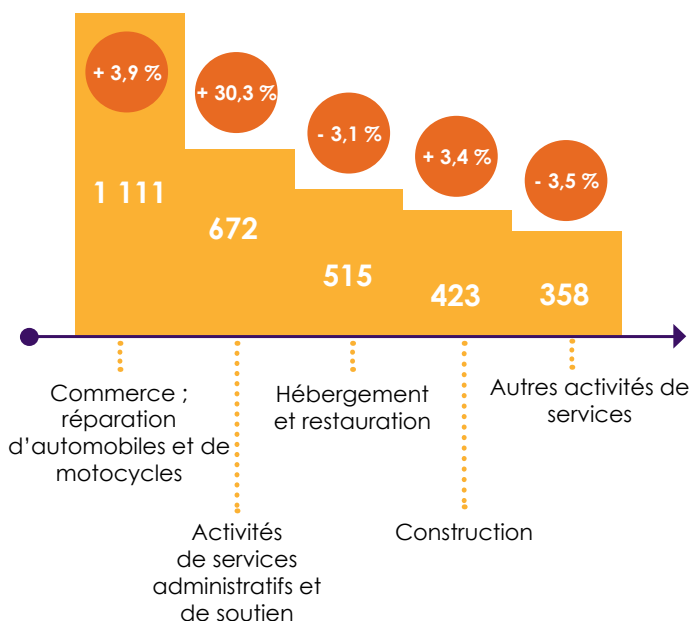 + 3,9 %
1 111
+ 30,3 %
672
- 3,1 %
515
+ 3,4 %
423
- 3,5 %
358
Commerce ;
réparation
d'automobiles et de
motocycles
Activités
de services
administratifs et
de soutien
Hébergement
et restauration
Construction
Autres activités de
services